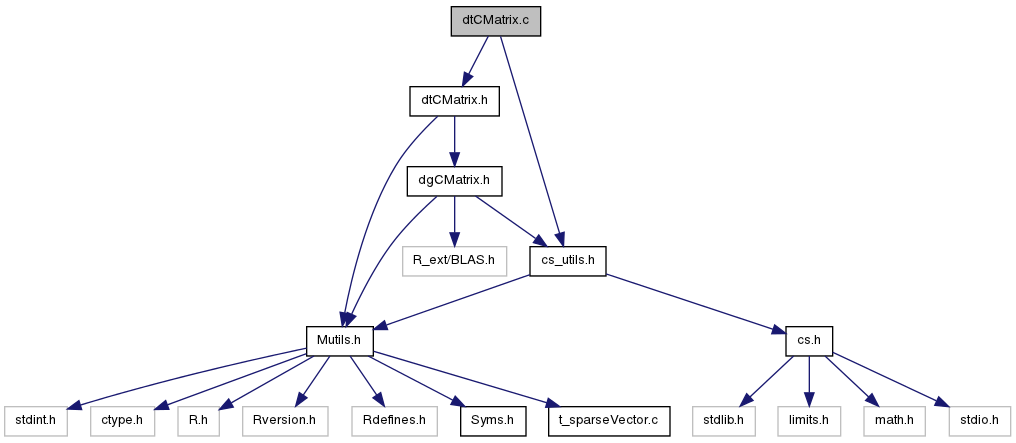 dtCMatrix.c
dtCMatrix.h
dgCMatrix.h
R_ext/BLAS.h
cs_utils.h
Mutils.h
cs.h
stdint.h
ctype.h
R.h
Rversion.h
Rdefines.h
Syms.h
t_sparseVector.c
stdlib.h
limits.h
math.h
stdio.h